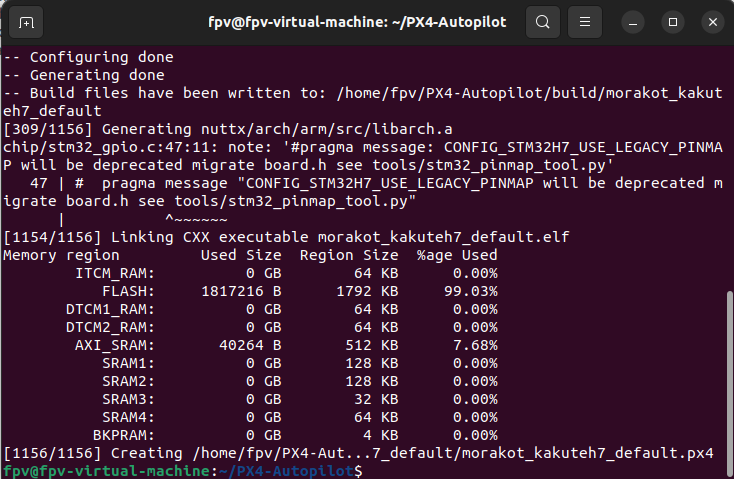 fpv@fpv-virtual-machine: ~/PX4-Autopilot
-- Configuring done
-- Generating done
-- Build files have been written to: /home/fpv/PX4-Autopilot/build/morakot_kakut
eh7_default
[309/1156] Generating nuttx/arch/arm/src/libarch.a
chip/stm32_gpio.c:47:11: note: '#pragma message: CONFIG_STM32H7_USE_LEGACY_PINMA
P will be deprecated migrate board.h see tools/stm32_pinmap_tool.py'
   47 | #  pragma message "CONFIG_STM32H7_USE_LEGACY_PINMAP will be deprecated m
igrate board.h see tools/stm32_pinmap_tool.py"
      |           ^~~~~~~
[1154/1156] Linking CXX executable morakot_kakuteh7_default.elf
Memory region         Used Size  Region Size  %age Used
        ITCM_RAM:          0 GB        64 KB      0.00%
           FLASH:     1817216 B      1792 KB     99.03%
       DTCM1_RAM:          0 GB        64 KB      0.00%
       DTCM2_RAM:          0 GB        64 KB      0.00%
        AXI_SRAM:       40264 B       512 KB      7.68%
           SRAM1:          0 GB       128 KB      0.00%
           SRAM2:          0 GB       128 KB      0.00%
           SRAM3:          0 GB        32 KB      0.00%
           SRAM4:          0 GB        64 KB      0.00%
          BKPRAM:          0 GB         4 KB      0.00%
[1156/1156] Creating /home/fpv/PX4-Aut...7_default/morakot_kakuteh7_default.px4
fpv@fpv-virtual-machine:~/PX4-Autopilot$